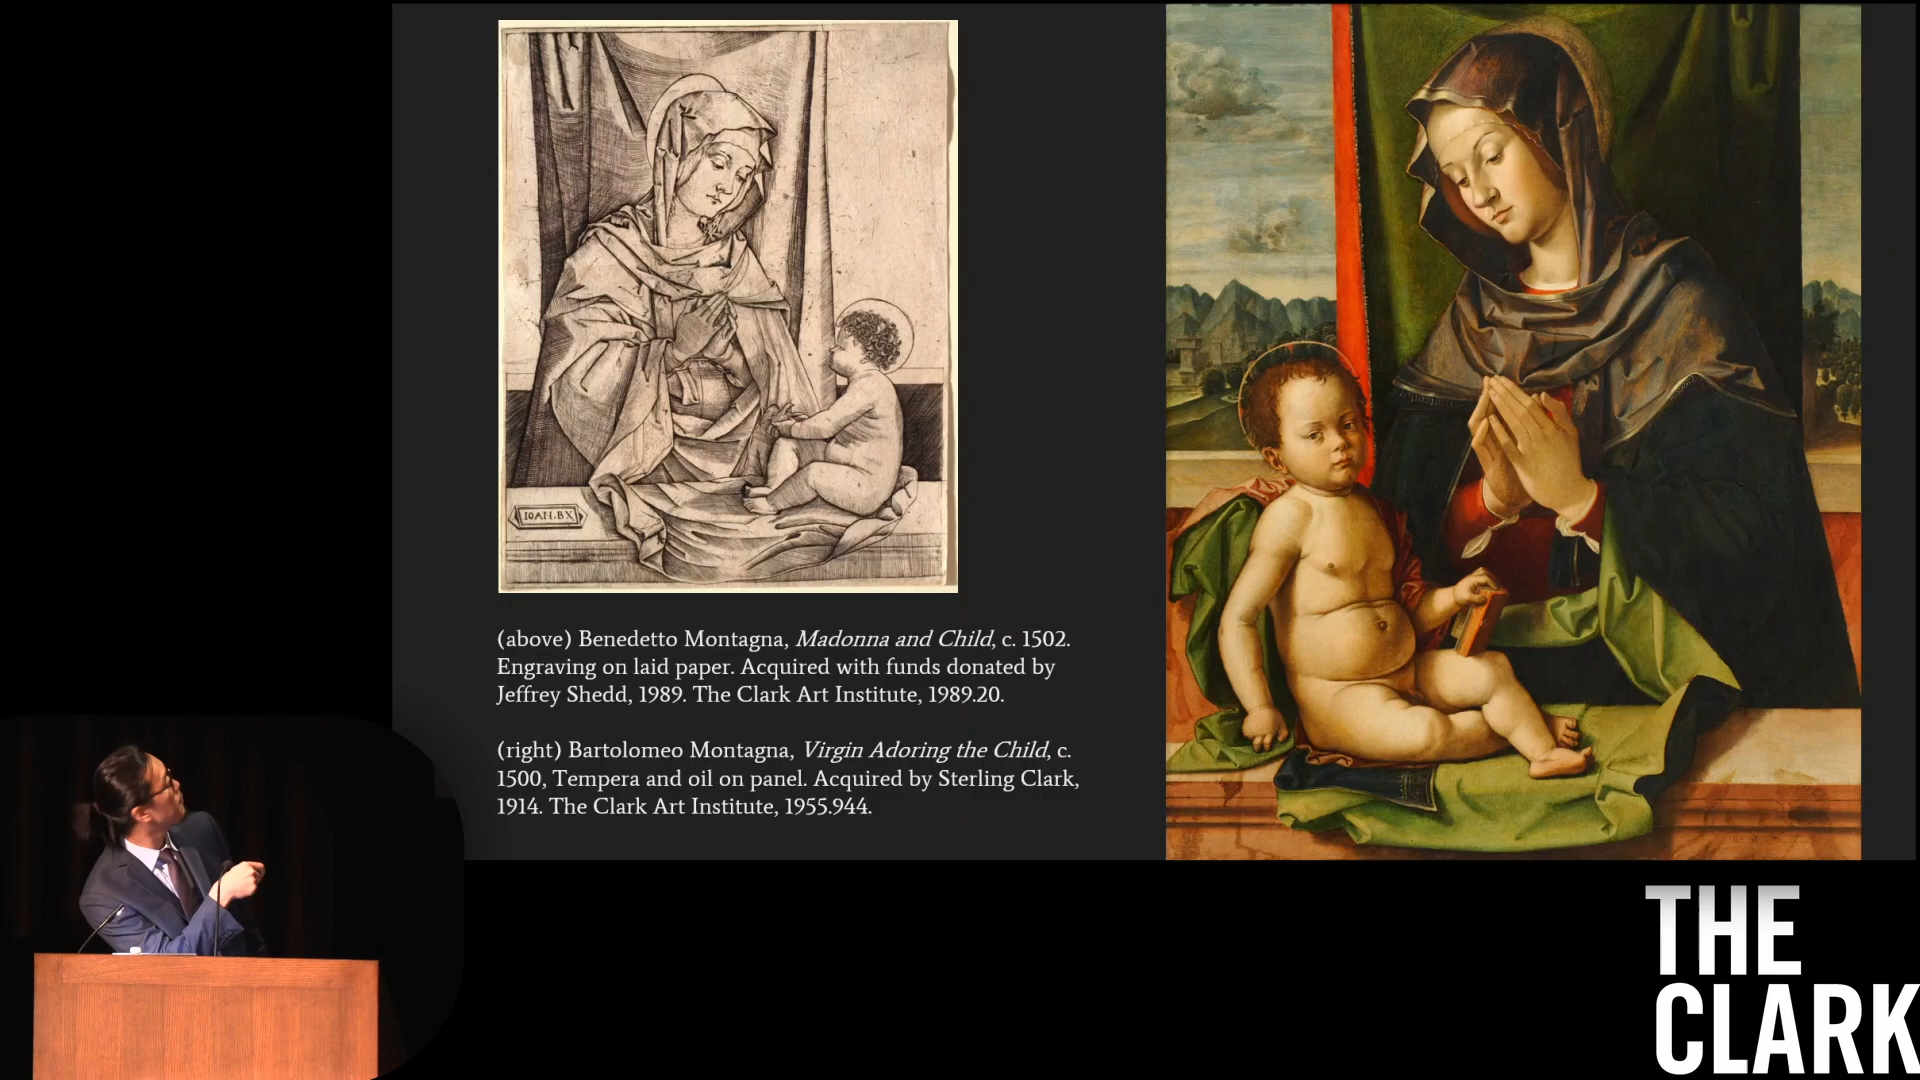 IOAN.BX
(above) Benedetto Montagna, Madonna and Child, c. 1502.
Engraving on laid paper. Acquired with funds donated by
Jeffrey Shedd, 1989. The Clark Art Institute, 1989.20.
(right) Bartolomeo Montagna, Virgin Adoring the Child, c.
1500, Tempera and oil on panel. Acquired by Sterling Clark,
1914. The Clark Art Institute, 1955.944.
THE
CLARK